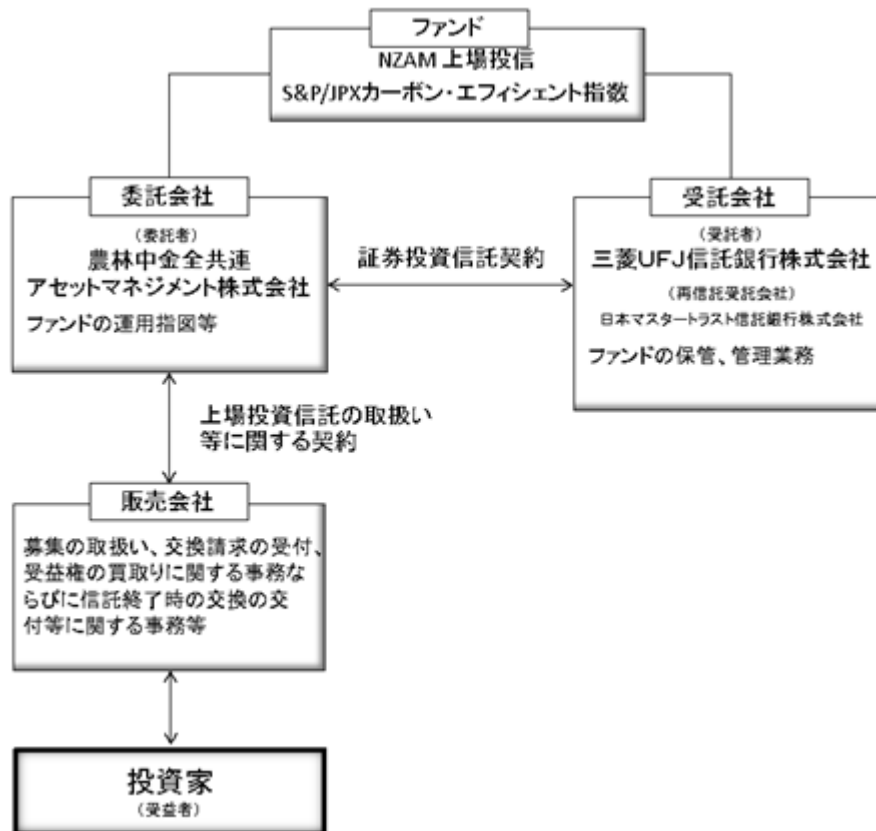 ファンド
NZAM 上場投信
S&P/JPXカーボン・エフィシェント指数
委託会社
（委託者）
農林中金全共連
アセットマネジメント株式会社
ファンドの運用指図等
証券投資信託契約
受託会社
（受託者）
三菱UFJ信託銀行株式会社
（再信託受託会社）
日本マスタートラスト信託銀行株式会社
ファンドの保管、管理業務
上場投資信託の取扱い
等に関する契約
販売会社
募集の取扱い、交換請求の受付、
受益権の買取りに関する事務な
らびに信託終了時の交換の交
付等に関する事務等
投資家
（受益者）